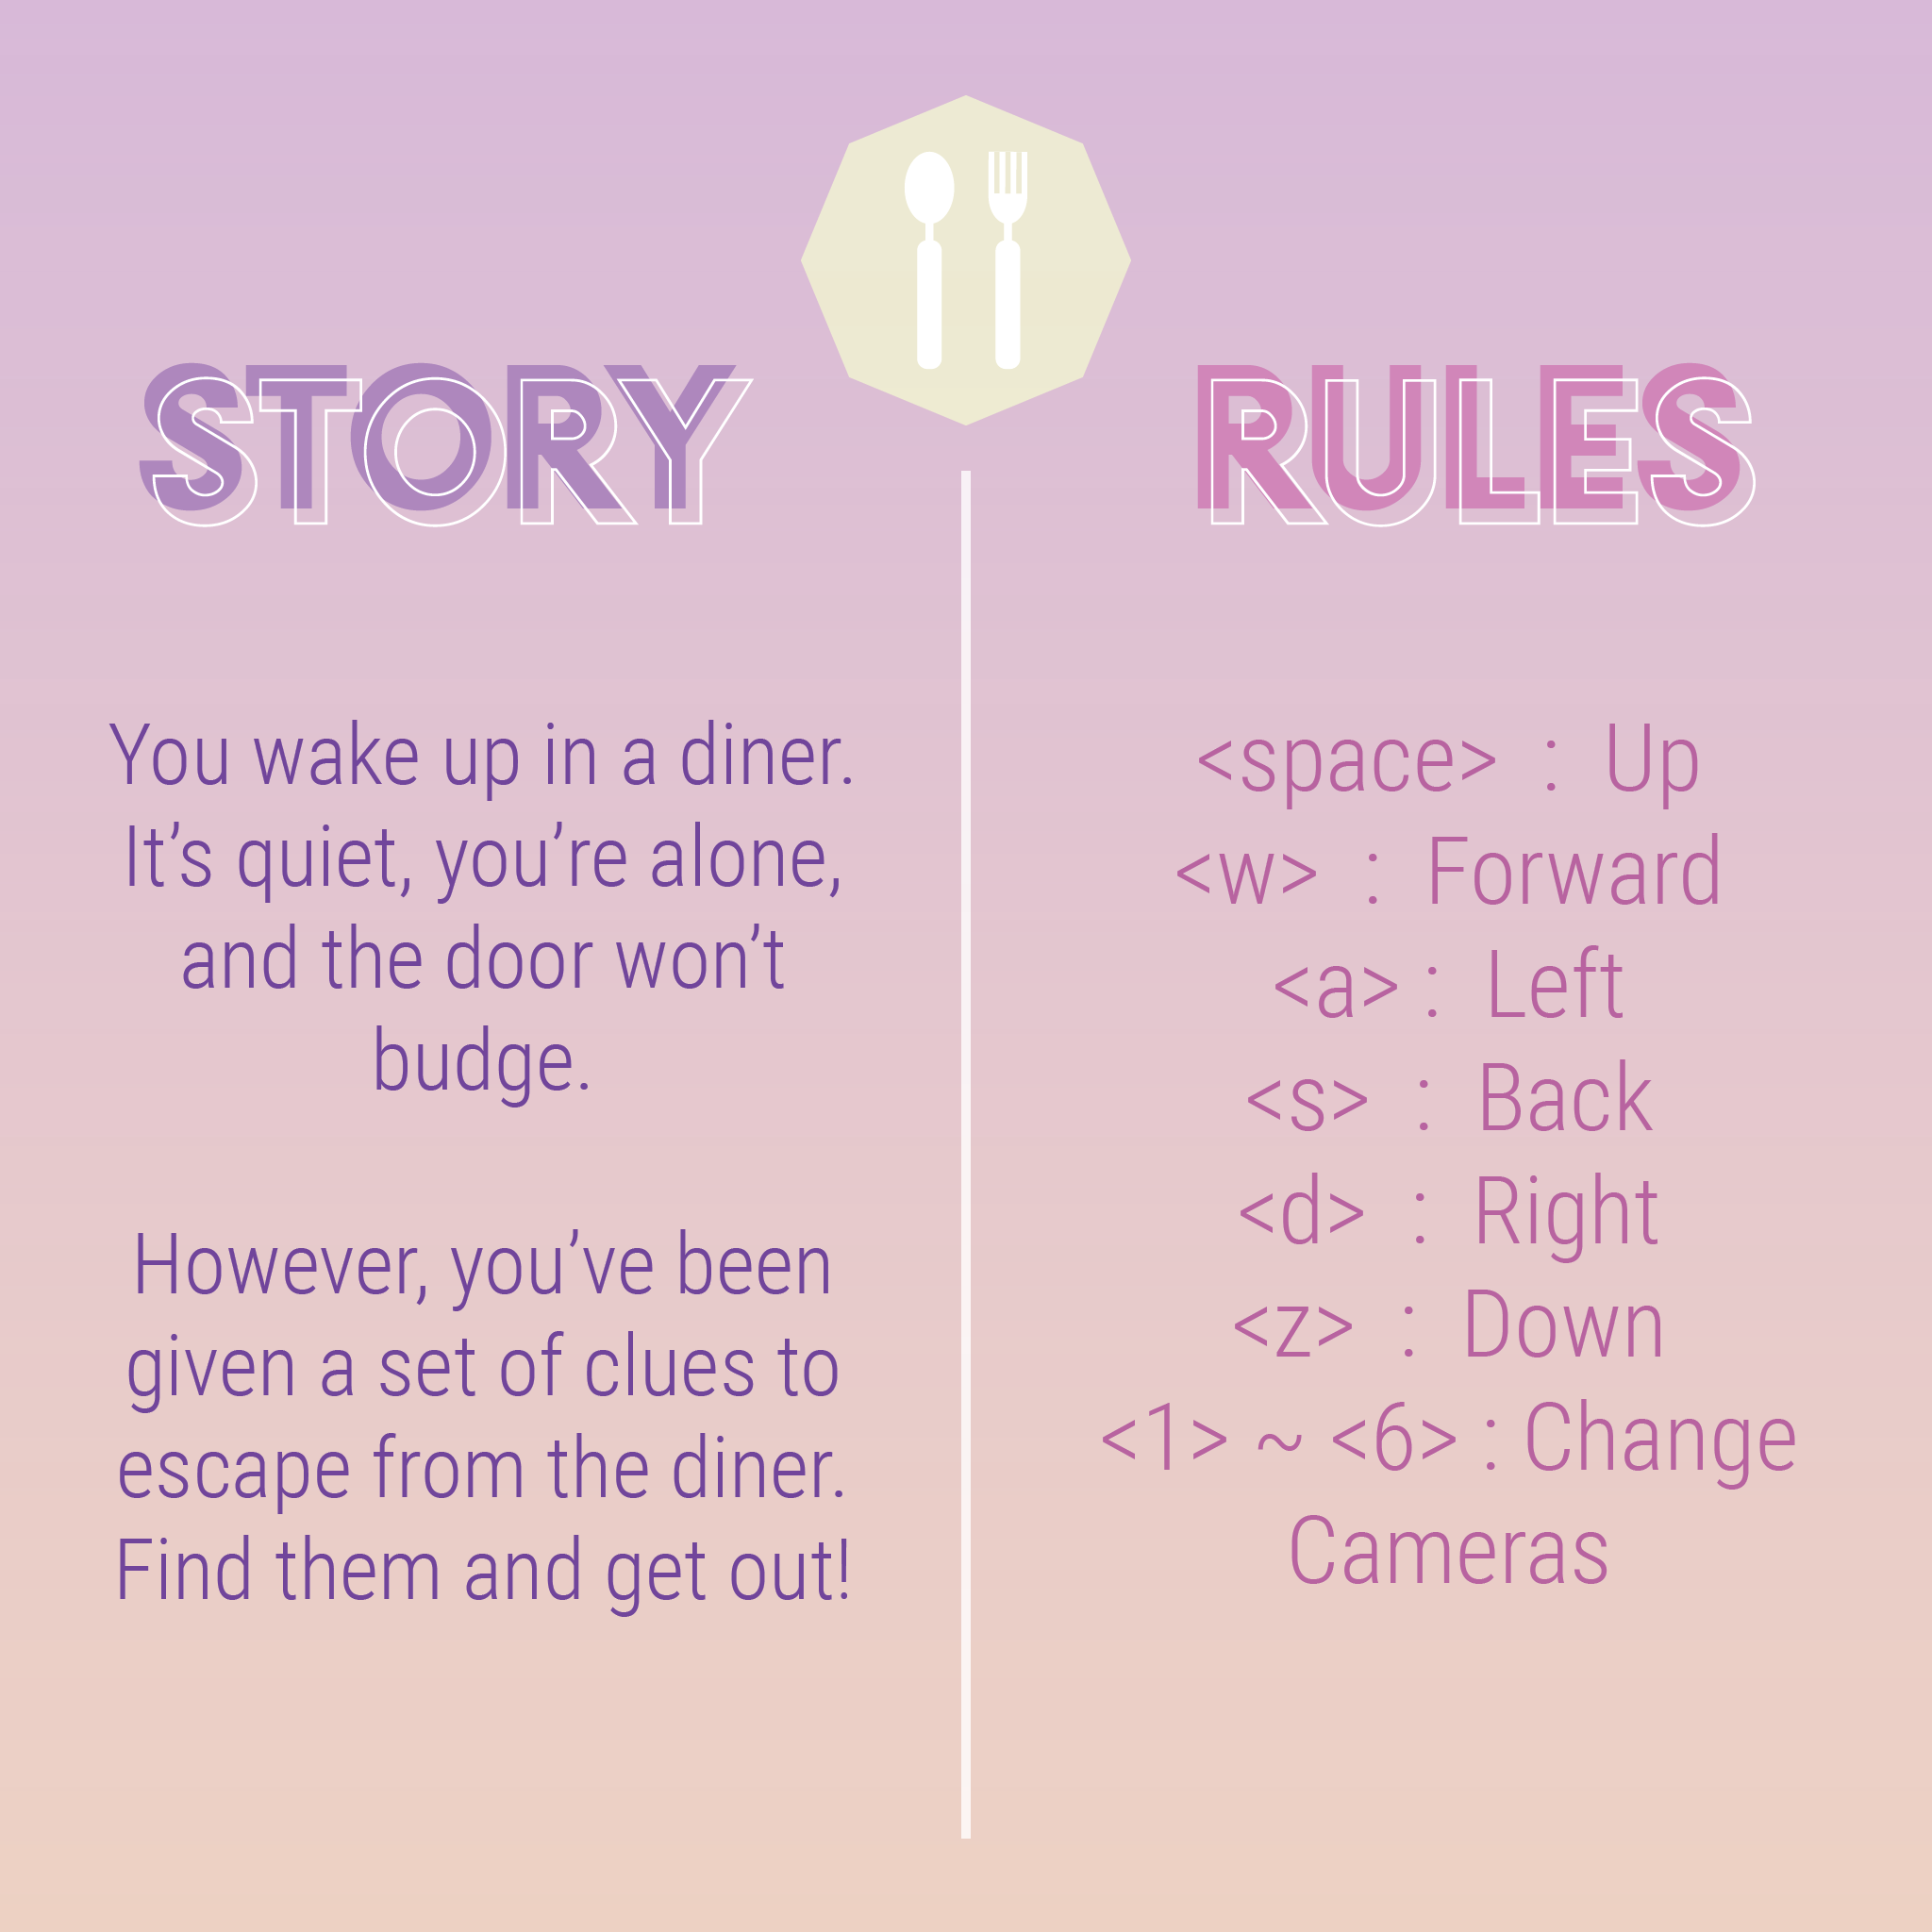 STORY
You wake up in a diner.
It’s quiet, you’re alone,
and the door won’t
budge.
However, you’ve been
given a set of clues to
escape from the diner.
Find them and get out!
RULES
<space> : Up
<w> : Forward
<a> : Left
<s> : Back
<d> : Right
<z> : Down
<1> ~ <6> : Change
Cameras